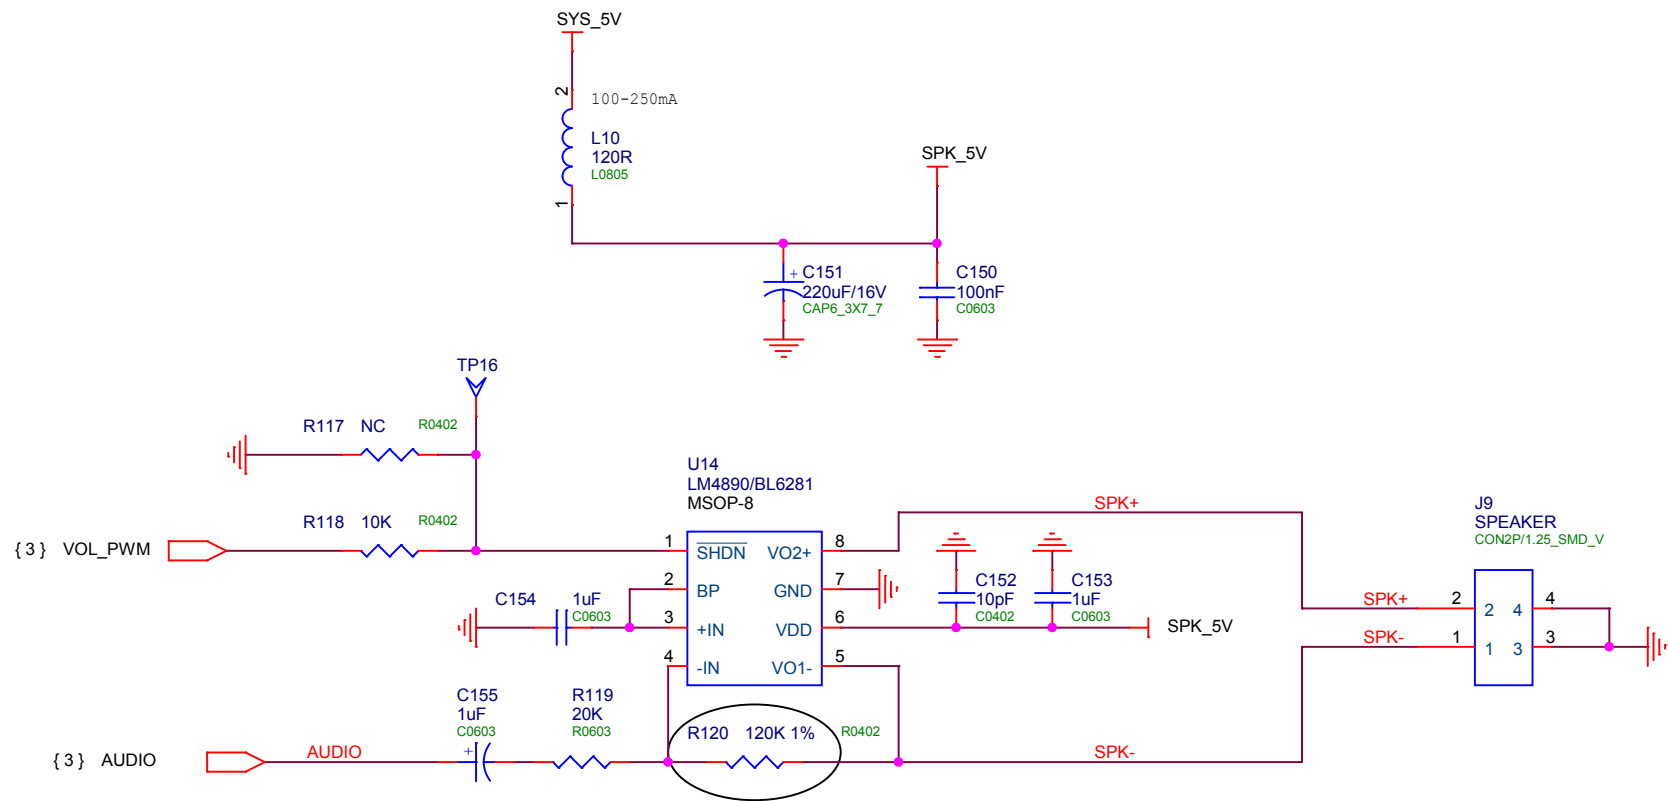 SYS_5V
2
100-250mA
L10
120R
L0805
1
SPK_5V
+ C151
220uF/16V
CAP6_3X7_7
C150
100nF
C0603
TP16
R117 NC R0402
R118 10K R0402
{ 3 } VOL_PWM
U14
LM4890/BL6281
MSOP-8
1 SHDN VO2+ 8
2 BP GND 7
3 +IN VDD 6
4 -IN VO1- 5
C154 1uF
C0603
SPK+
C152
10pF
C0402
C153
1uF
C0603
SPK_5V
J9
SPEAKER
CON2P/1.25_SMD_V
SPK+ 2 2 4 4
SPK- 1 1 3 3
C155
1uF
C0603
+
R119
20K
R0603
R120 120K 1% R0402
{ 3 } AUDIO
AUDIO
SPK-